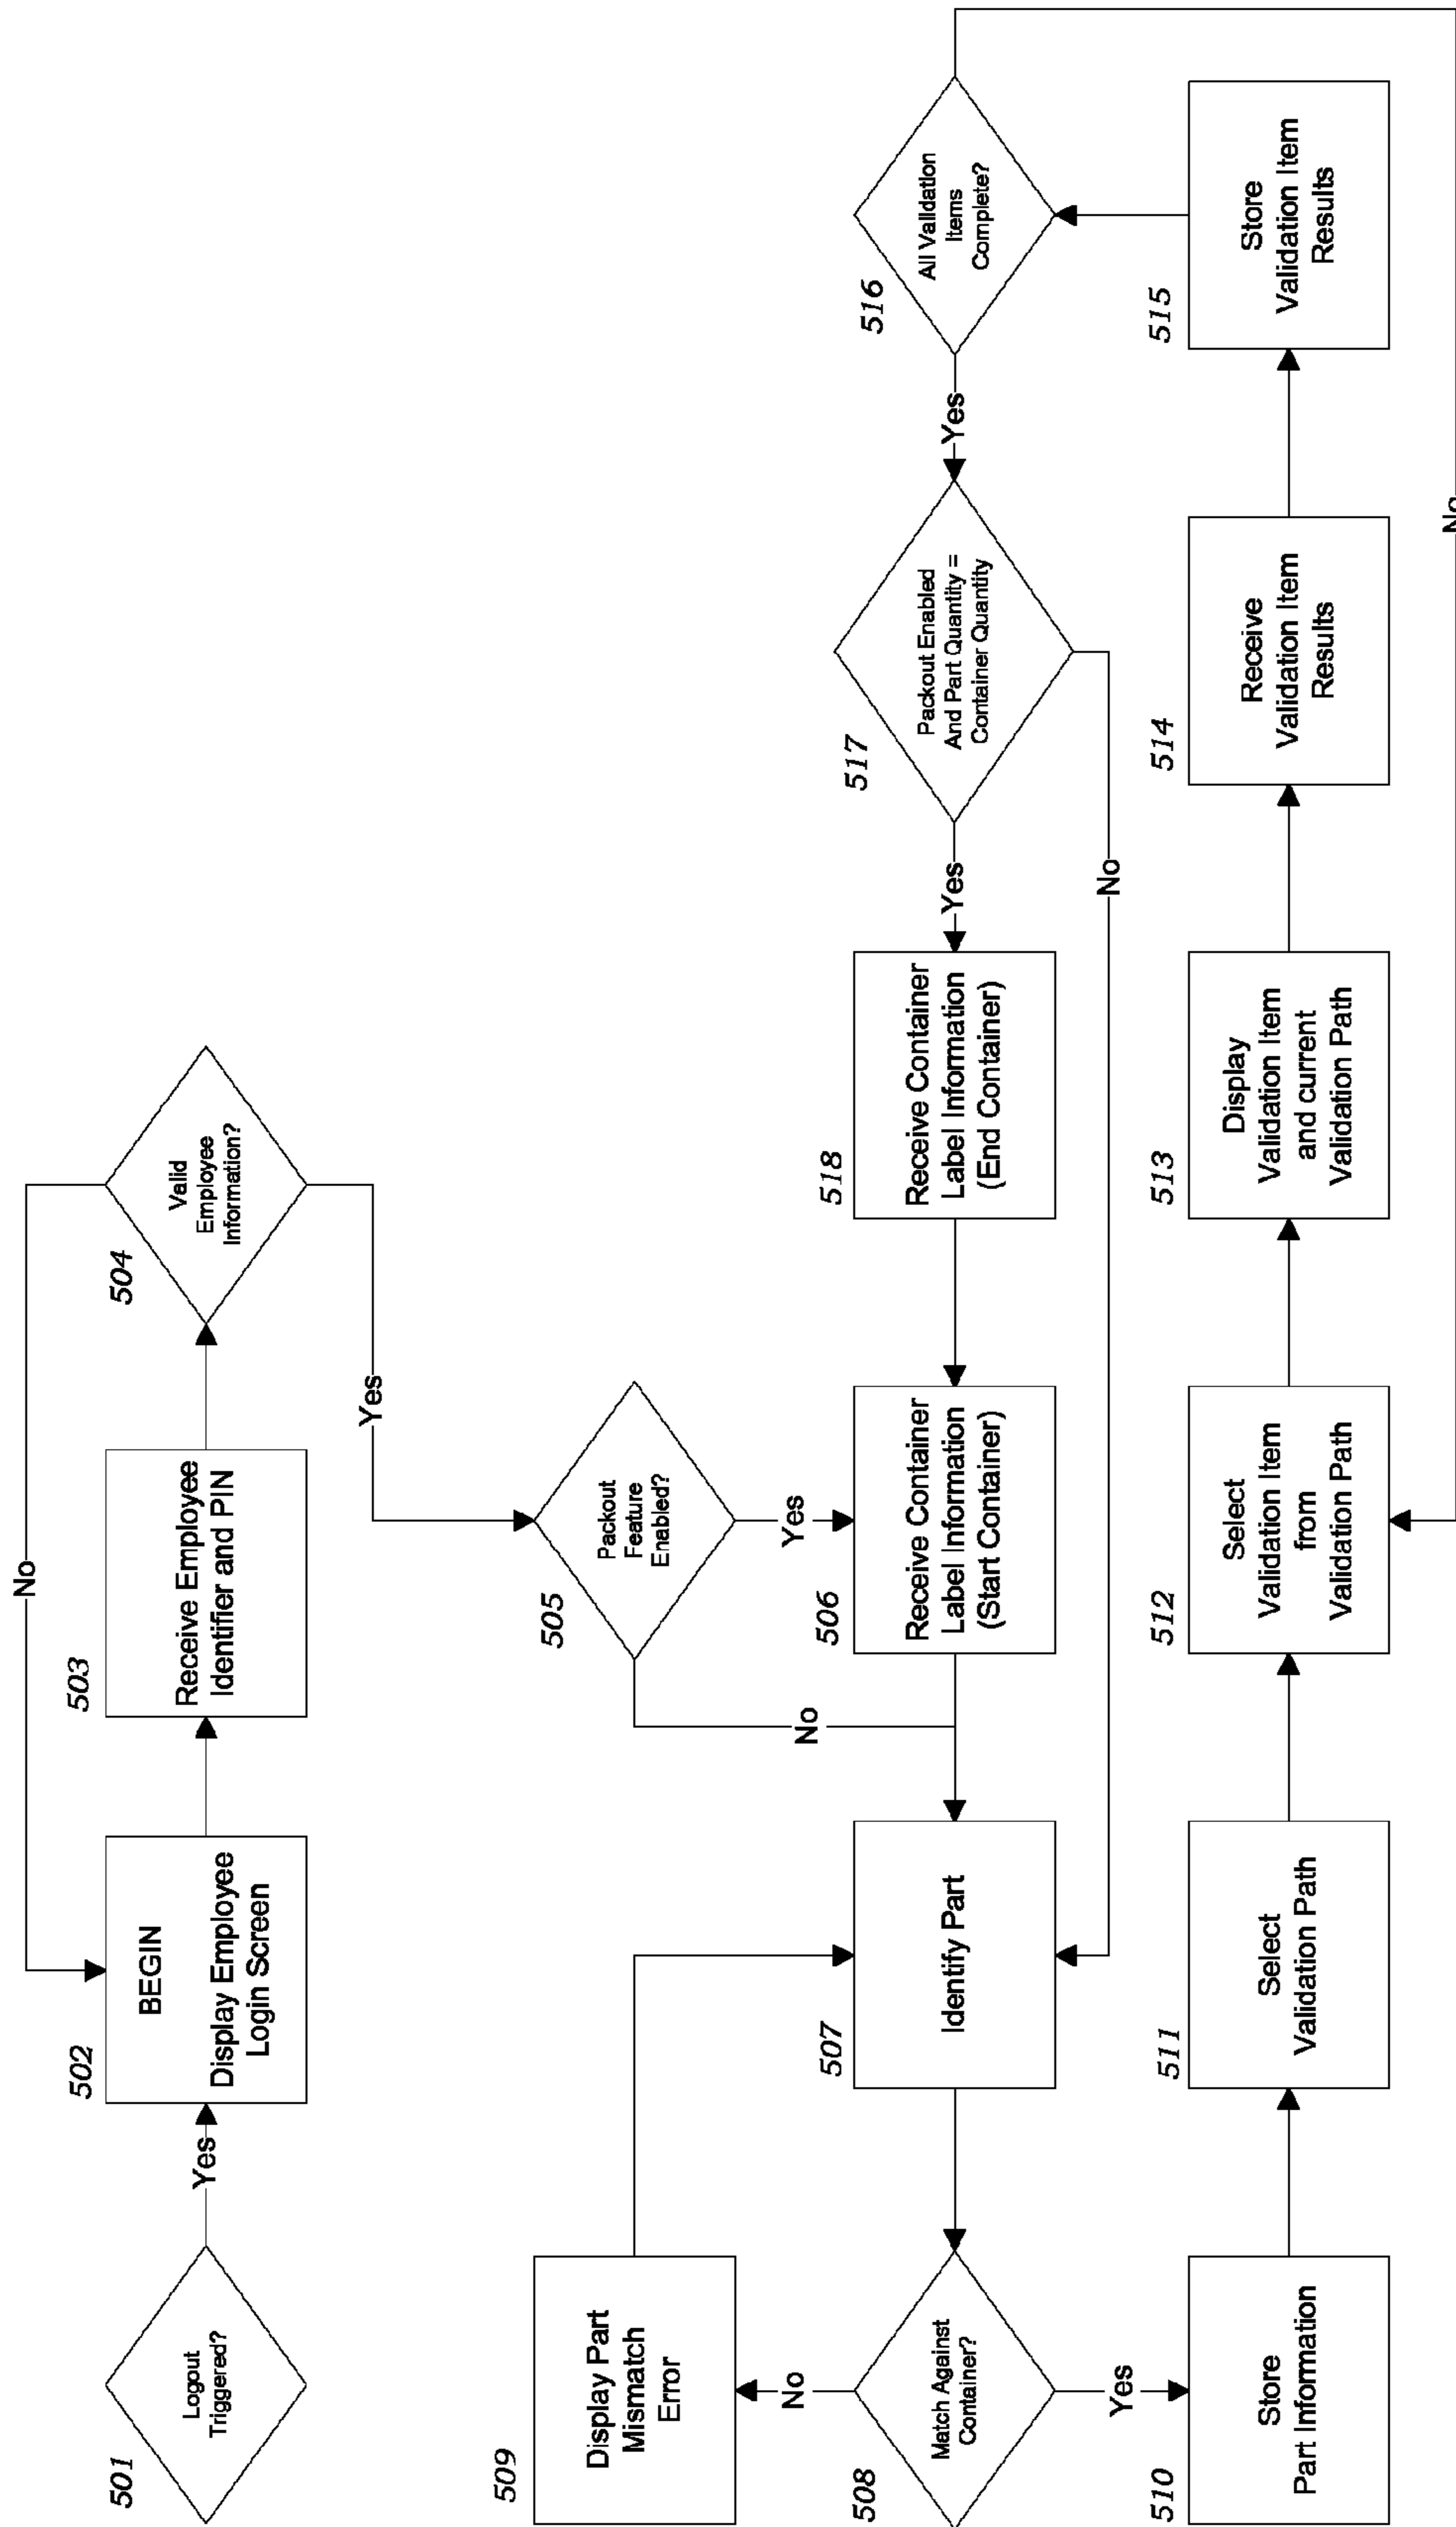 501
Logout
Triggered?
Yes
502
BEGIN
Display Employee
Login Screen
503
Receive Employee
Identifier and PIN
504
Valid
Employee
Information?
No
Yes
505
Packout
Feature
Enabled?
Yes
No
506
Receive Container
Label Information
(Start Container)
507
Identify Part
508
Match Against
Container?
No
Yes
509
Display Part
Mismatch
Error
510
Store
Part Information
511
Select
Validation Path
512
Select
Validation Item
from
Validation Path
513
Display
Validation Item
and current
Validation Path
514
Receive
Validation Item
Results
515
Store
Validation Item
Results
516
All Validation
Items
Complete?
Yes
No
517
Packout Enabled
And Part Quantity =
Container Quantity
Yes
No
518
Receive Container
Label Information
(End Container)